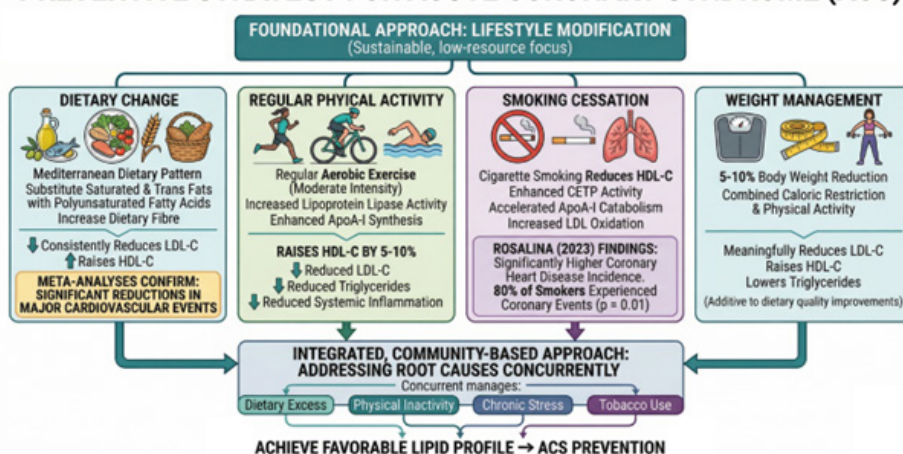 FOUNDATIONAL APPROACH: LIFESTYLE MODIFICATION
(Sustainable, low-resource focus)
DIETARY CHANGE
Mediterranean Dietary Pattern
Substitute Saturated & Trans Fats
with Polyunsaturated Fatty Acids
Increase Dietary Fibre
Consistently Reduces LDL-C
Raises HDL-C
META-ANALYSES CONFIRM:
SIGNIFICANT REDUCTIONS IN
MAJOR CARDIOVASCULAR EVENTS
REGULAR PHYICAL ACTIVITY
Regular Aerobic Exercise
(Moderate Intensity)
Increased Lipoprotein Lipase Activity
Enhanced ApoA-I Synthesis
RAISES HDL-C BY 5-10%
Reduced LDL-C
Reduced Triglycerides
Reduced Systemic Inflammation
SMOKING CESSATION
Cigarette Smoking Reduces HDL-C
Enhanced CETP Activity
Accelerated ApoA-I Catabolism
Increased LDL Oxidation
ROSALINA (2023) FINDINGS:
Significantly Higher Coronary
Heart Disease Incidence.
80% of Smokers Experienced
Coronary Events (p = 0.01)
WEIGHT MANAGEMENT
5-10% Body Weight Reduction
Combined Caloric Restriction
& Physical Activity
Meaningfully Reduces LDL-C
Raises HDL-C
Lowers Triglycerides
(Additive to dietary quality improvements)
INTEGRATED, COMMUNITY-BASED APPROACH:
ADDRESSING ROOT CAUSES CONCURRENTLY
Concurrent manages:
Dietary Excess
Physical Inactivity
Chronic Stress
Tobacco Use
ACHIEVE FAVORABLE LIPID PROFILE → ACS PREVENTION